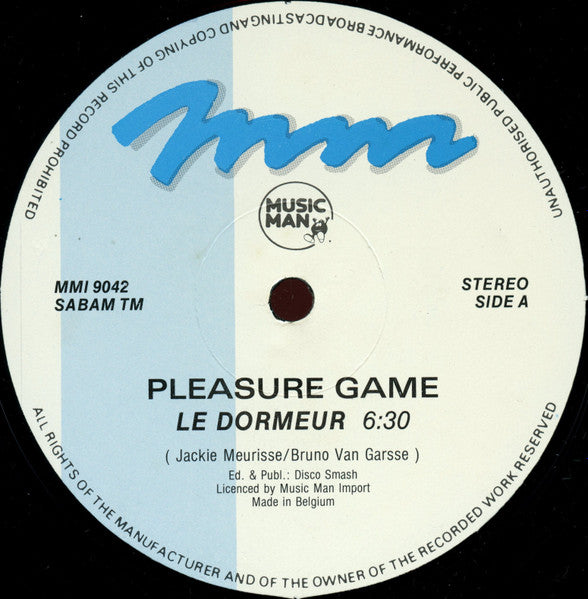 UNAUTHORISED PUBLIC PERFORMANCE BROADCASTING AND COPYING OF THIS RECORD PROHIBITED
mm
MUSIC
MAN
MMI 9042
SABAM TM
STEREO
SIDE A
PLEASURE GAME
LE DORMEUR 6:30
( Jackie Meurisse/Bruno Van Garsse )
Ed. & Publ.: Disco Smash
Licenced by Music Man Import
Made in Belgium
ALL RIGHTS OF THE MANUFACTURER AND OF THE OWNER OF THE RECORDED WORK RESERVED